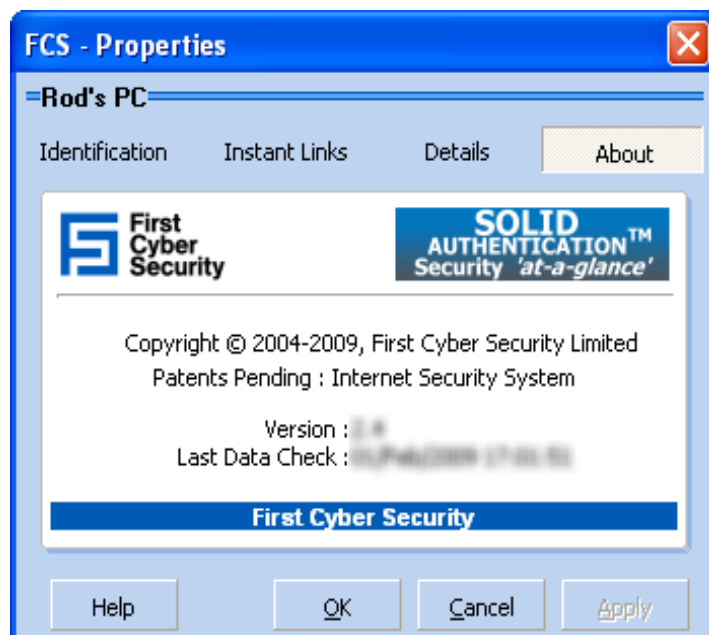 FCS - Properties
Rod's PC
Identification Instant Links Details About
First
Cyber
Security
SOLID
AUTHENTICATION™
Security 'at-a-glance'
Copyright © 2004-2009, First Cyber Security Limited
Patents Pending : Internet Security System
Version :
Last Data Check :
First Cyber Security
Help OK Cancel Apply